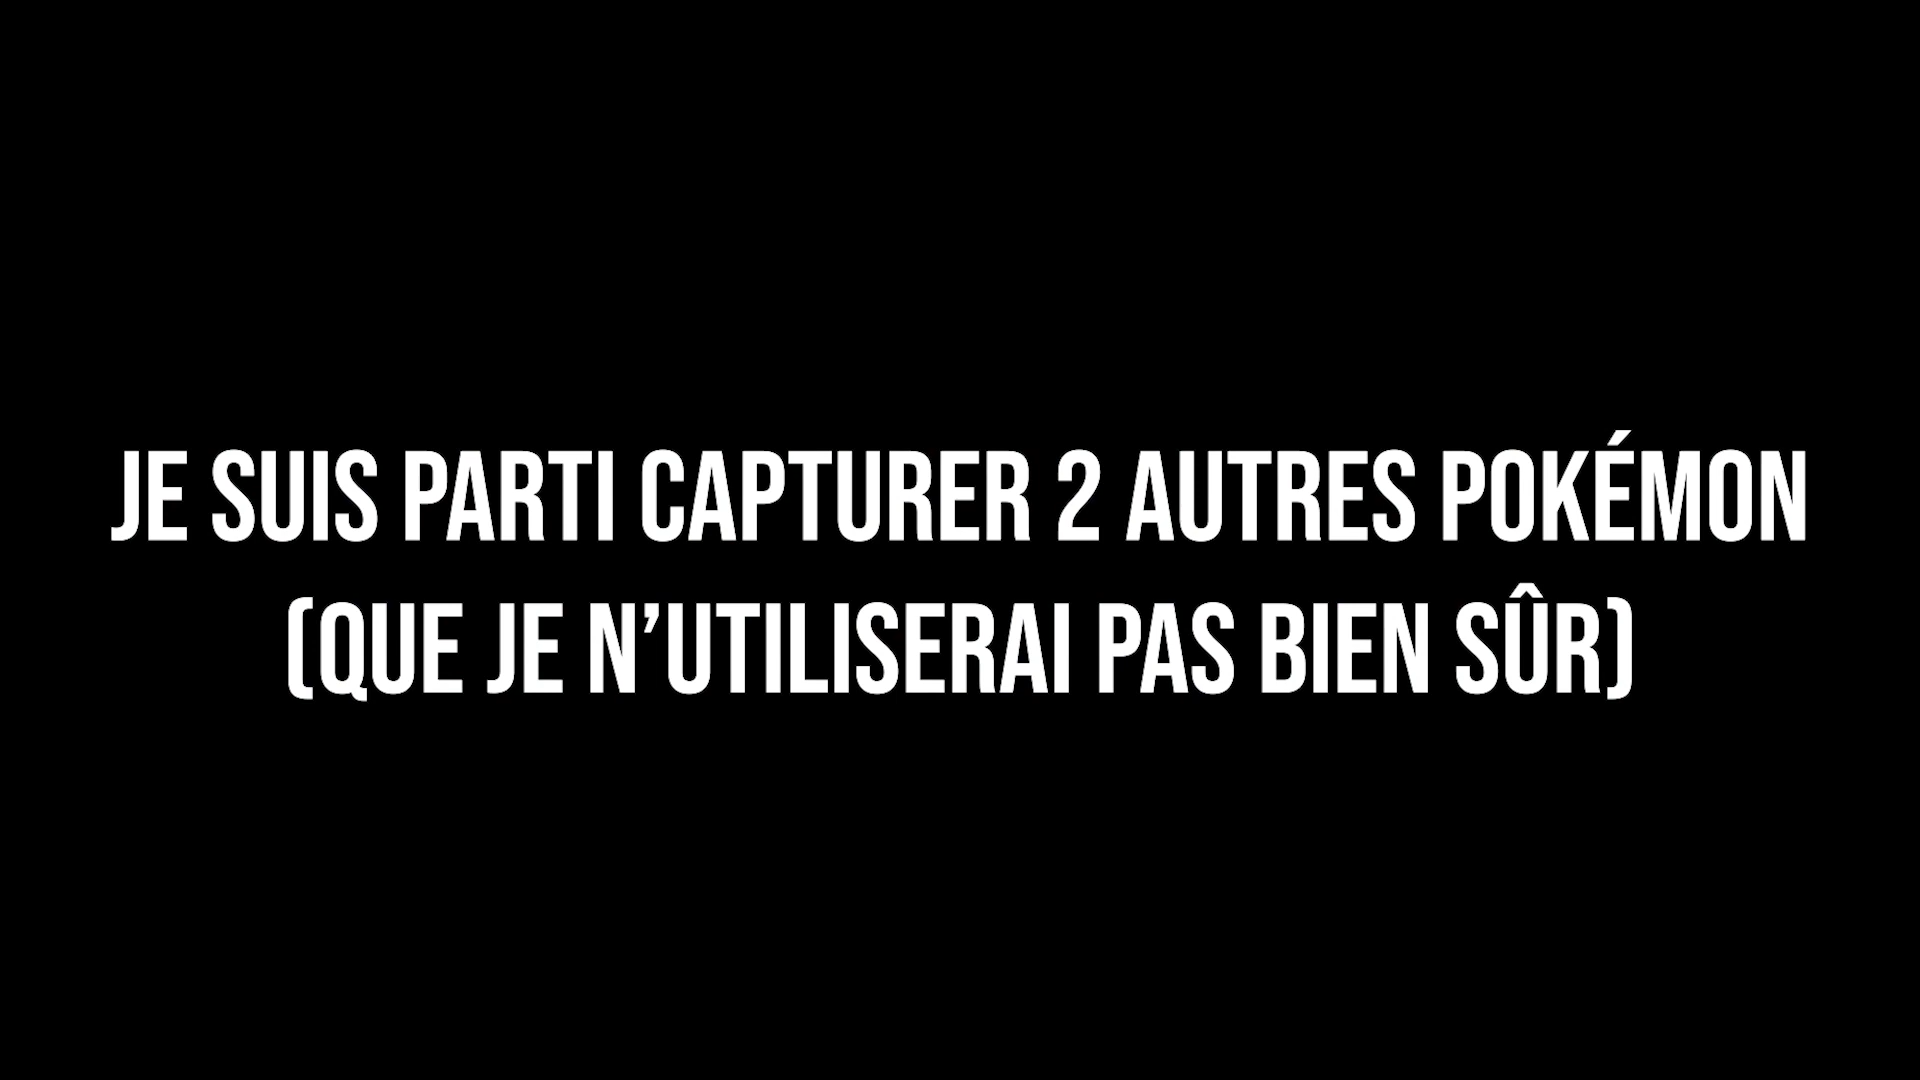 JE SUIS PARTI CAPTURER 2 AUTRES POKÉMON
(QUE JE N’UTILISERAI PAS BIEN SÛR)